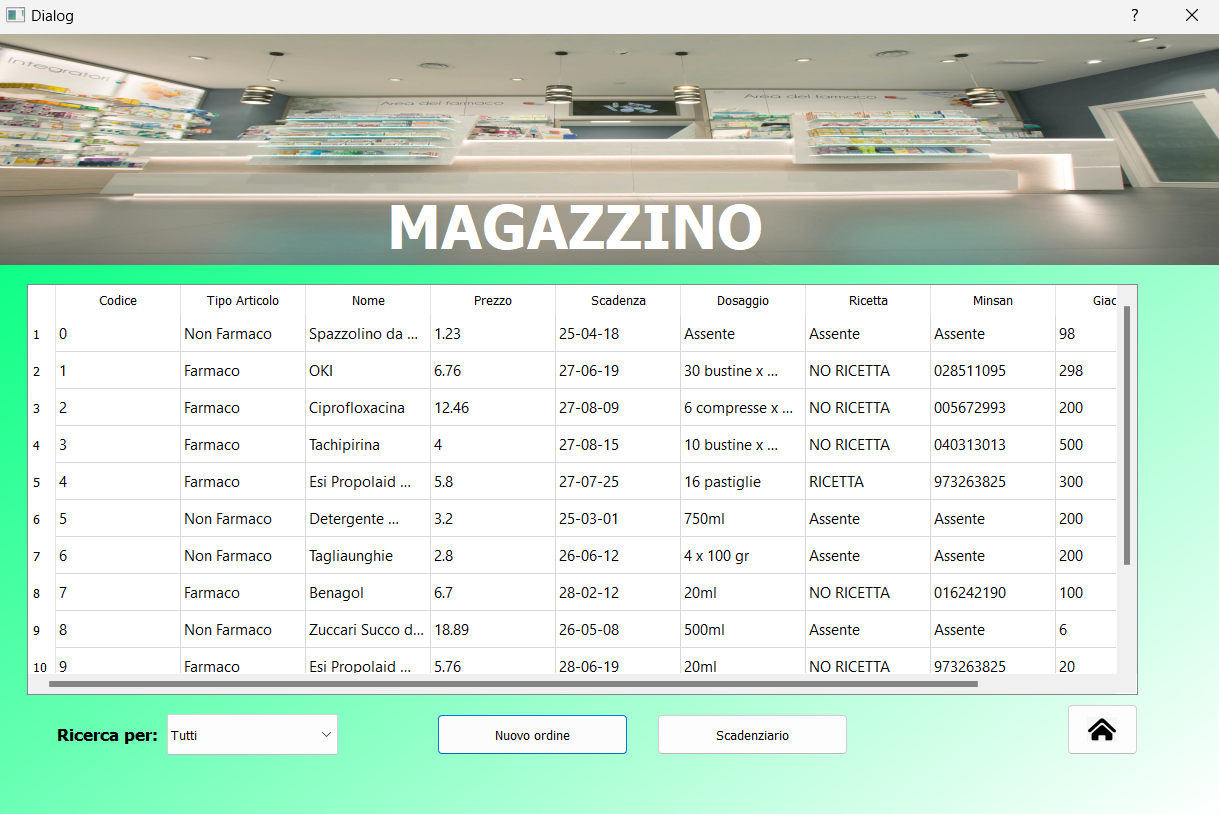 Dialog ?
Integratori
Area del farmaco
Area del farmaco
MAGAZZINO
Codice Tipo Articolo Nome Prezzo Scadenza Dosaggio Ricetta Minsan Giac
1 0 Non Farmaco Spazzolino da ... 1.23 25-04-18 Assente Assente Assente 98
2 1 Farmaco OKI 6.76 27-06-19 30 bustine x ... NO RICETTA 028511095 298
3 2 Farmaco Ciprofloxacina 12.46 27-08-09 6 compresse x ... NO RICETTA 005672993 200
4 3 Farmaco Tachipirina 4 27-08-15 10 bustine x ... NO RICETTA 040313013 500
5 4 Farmaco Esi Propolaid ... 5.8 27-07-25 16 pastiglie RICETTA 973263825 300
6 5 Non Farmaco Detergente ... 3.2 25-03-01 750ml Assente Assente 200
7 6 Non Farmaco Tagliaunghie 2.8 26-06-12 4 x 100 gr Assente Assente 200
8 7 Farmaco Benagol 6.7 28-02-12 20ml NO RICETTA 016242190 100
9 8 Non Farmaco Zuccari Succo d... 18.89 26-05-08 500ml Assente Assente 6
10 9 Farmaco Esi Propolaid ... 5.76 28-06-19 20ml NO RICETTA 973263825 20
Ricerca per: Tutti Nuovo ordine Scadenziario